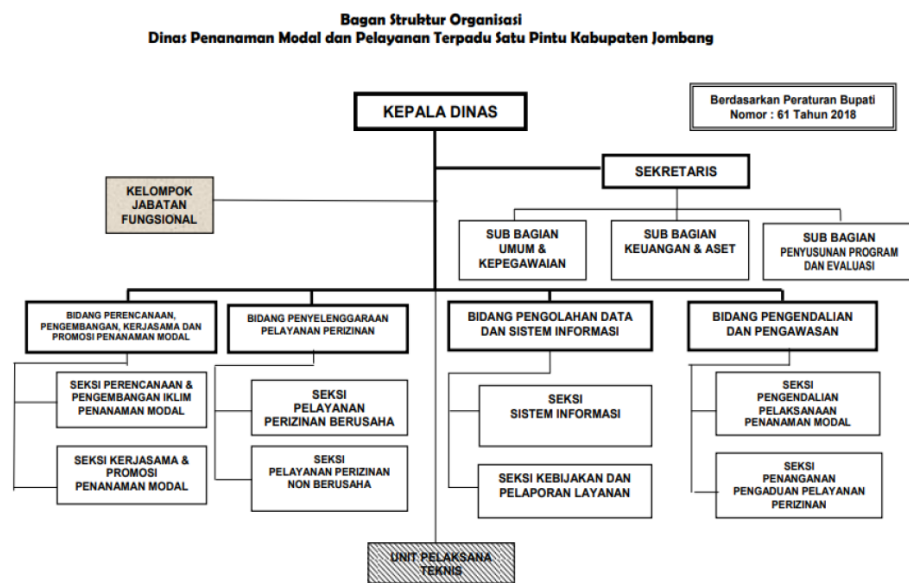 Bagan Struktur Organisasi
Dinas Penanaman Modal dan Pelayanan Terpadu Satu Pintu Kabupaten Jombang
KEPALA DINAS
Berdasarkan Peraturan Bupati
Nomor : 61 Tahun 2018
SEKRETARIS
KELOMPOK
JABATAN
FUNGSIONAL
SUB BAGIAN
UMUM &
KEPEGAWAIAN
SUB BAGIAN
KEUANGAN & ASET
SUB BAGIAN
PENYUSUNAN PROGRAM
DAN EVALUASI
BIDANG PERENCANAAN,
PENGEMBANGAN, KERJASAMA DAN
PROMOSI PENANAMAN MODAL
BIDANG PENYELENGGARAAN
PELAYANAN PERIZINAN
BIDANG PENGOLAHAN DATA
DAN SISTEM INFORMASI
BIDANG PENGENDALIAN
DAN PENGAWASAN
SEKSI PERENCANAAN &
PENGEMBANGAN IKLIM
PENANAMAN MODAL
SEKSI
PELAYANAN
PERIZINAN BERUSAHA
SEKSI
SISTEM INFORMASI
SEKSI
PENGENDALIAN
PELAKSANAAN
PENANAMAN MODAL
SEKSI KERJASAMA &
PROMOSI
PENANAMAN MODAL
SEKSI
PELAYANAN PERIZINAN
NON BERUSAHA
SEKSI KEBIJAKAN DAN
PELAPORAN LAYANAN
SEKSI
PENANGANAN
PENGADUAN PELAYANAN
PERIZINAN
UNIT PELAKSANA
TEKNIS